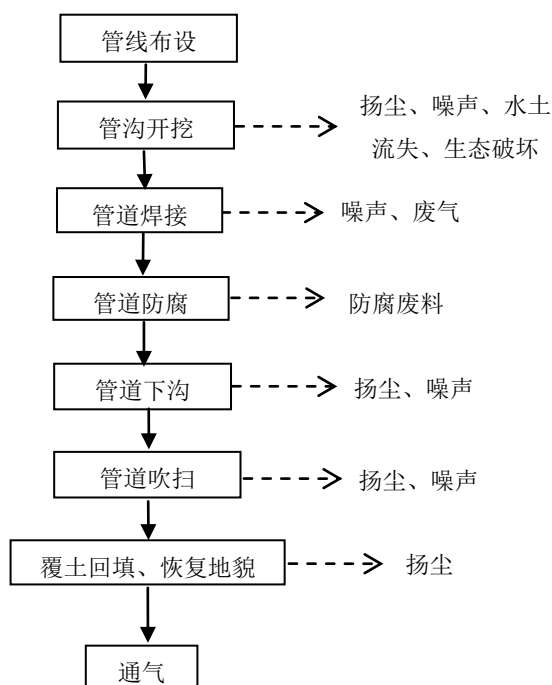 管线布设
管沟开挖
扬尘、噪声、水土
流失、生态破坏
管道焊接
噪声、废气
管道防腐
防腐废料
管道下沟
扬尘、噪声
管道吹扫
扬尘、噪声
覆土回填、恢复地貌
扬尘
通气